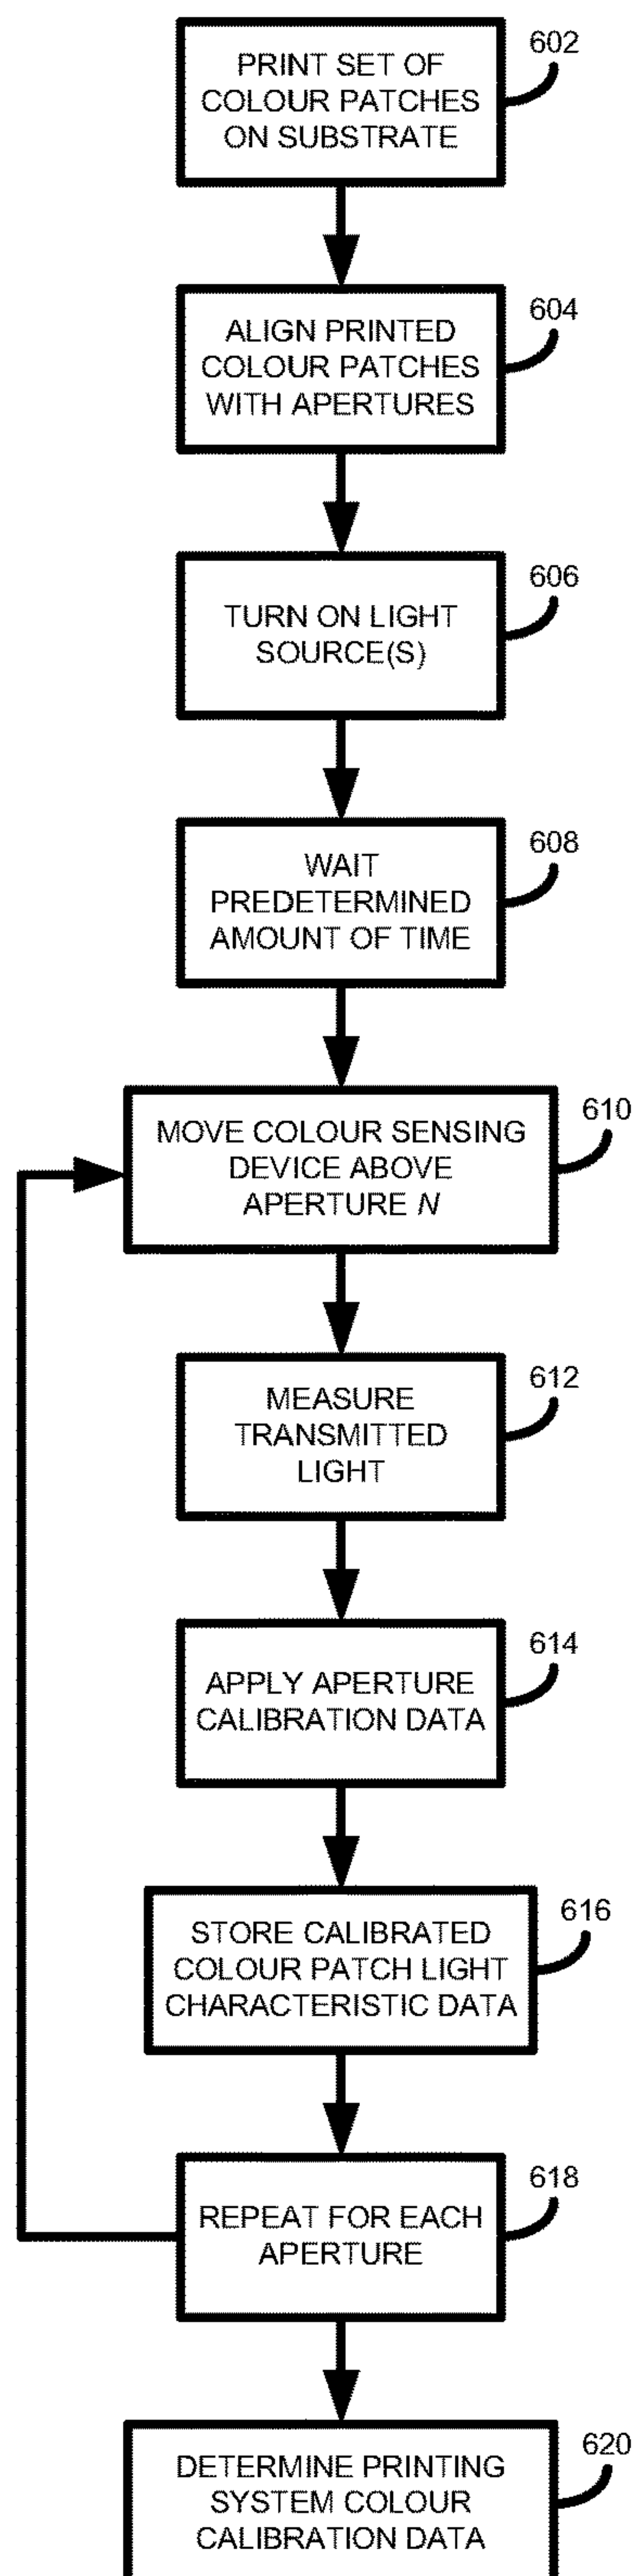 602
PRINT SET OF
COLOUR PATCHES
ON SUBSTRATE
604
ALIGN PRINTED
COLOUR PATCHES
WITH APERTURES
606
TURN ON LIGHT
SOURCE(S)
608
WAIT
PREDETERMINED
AMOUNT OF TIME
610
MOVE COLOUR SENSING
DEVICE ABOVE
APERTURE N
612
MEASURE
TRANSMITTED
LIGHT
614
APPLY APERTURE
CALIBRATION DATA
616
STORE CALIBRATED
COLOUR PATCH LIGHT
CHARACTERISTIC DATA
618
REPEAT FOR EACH
APERTURE
620
DETERMINE PRINTING
SYSTEM COLOUR
CALIBRATION DATA